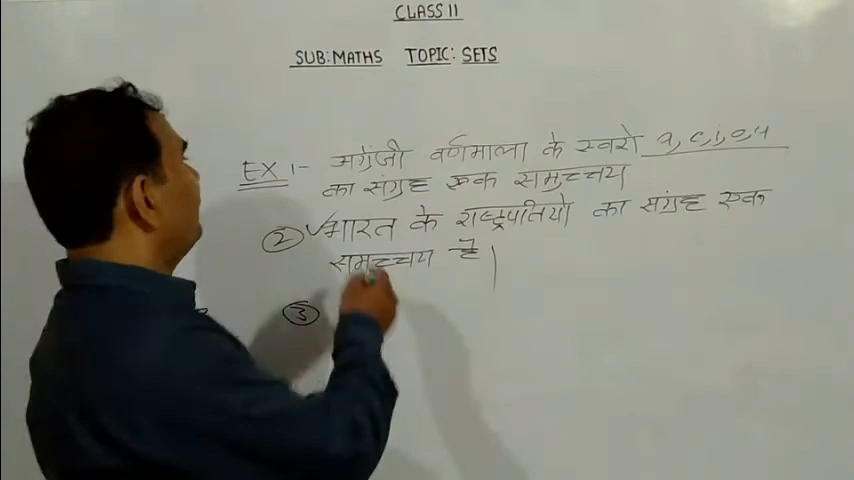 CLASS 11
SUB: MATHS TOPIC: SETS
EX :- अग्रेंजी वर्णमाला के स्वरो a, e, i, o, u
का संग्रह एक समुच्चय
② ✓भारत के राष्ट्रपतियो का संग्रह एक
समुच्चय है|
③